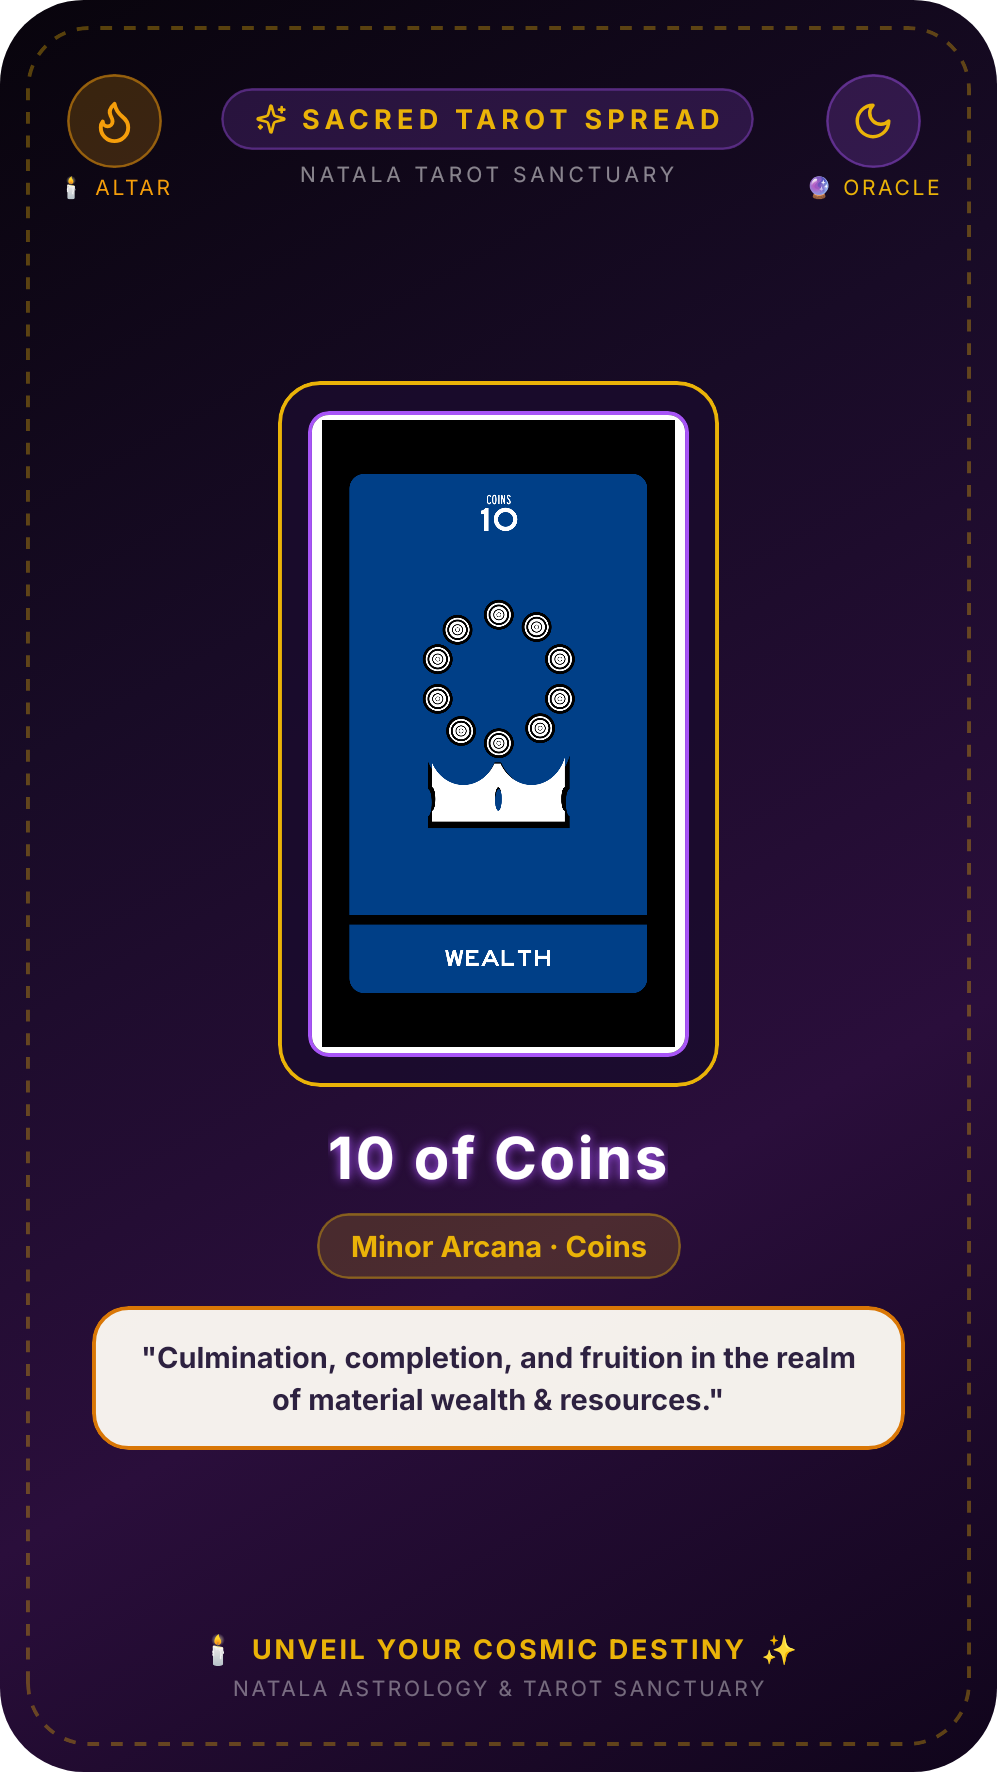 SACRED TAROT SPREAD
NATALA TAROT SANCTUARY
ALTAR
ORACLE
COINS
10
WEALTH
10 of Coins
Minor Arcana · Coins
"Culmination, completion, and fruition in the realm
of material wealth & resources."
UNVEIL YOUR COSMIC DESTINY
NATALA ASTROLOGY & TAROT SANCTUARY